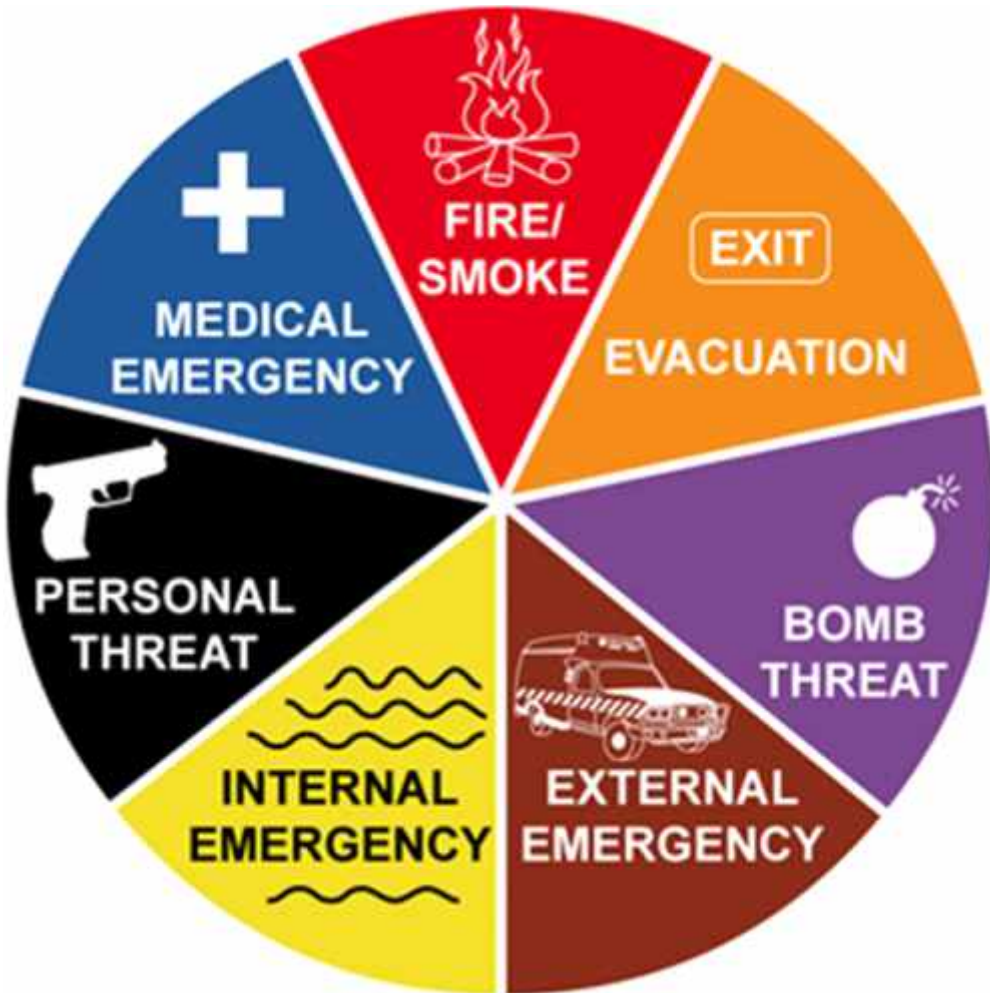 FIRE/
SMOKE
EXIT
EVACUATION
BOMB
THREAT
EXTERNAL
EMERGENCY
INTERNAL
EMERGENCY
PERSONAL
THREAT
MEDICAL
EMERGENCY